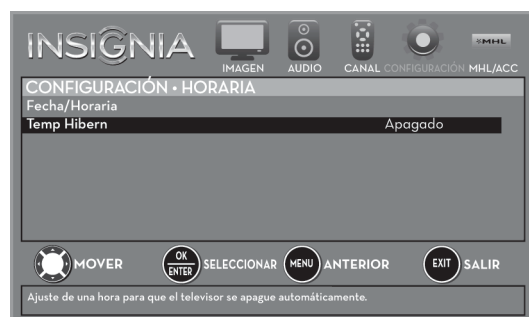 INSIGNIA
IMAGEN AUDIO CANAL CONFIGURACIÓN MHL/ACC
MHL
CONFIGURACIÓN • HORARIA
Fecha/Horaria
Temp Hibern Apagado
MOVER OK ENTER SELECCIONAR MENU ANTERIOR EXIT SALIR
Ajuste de una hora para que el televisor se apague automáticamente.